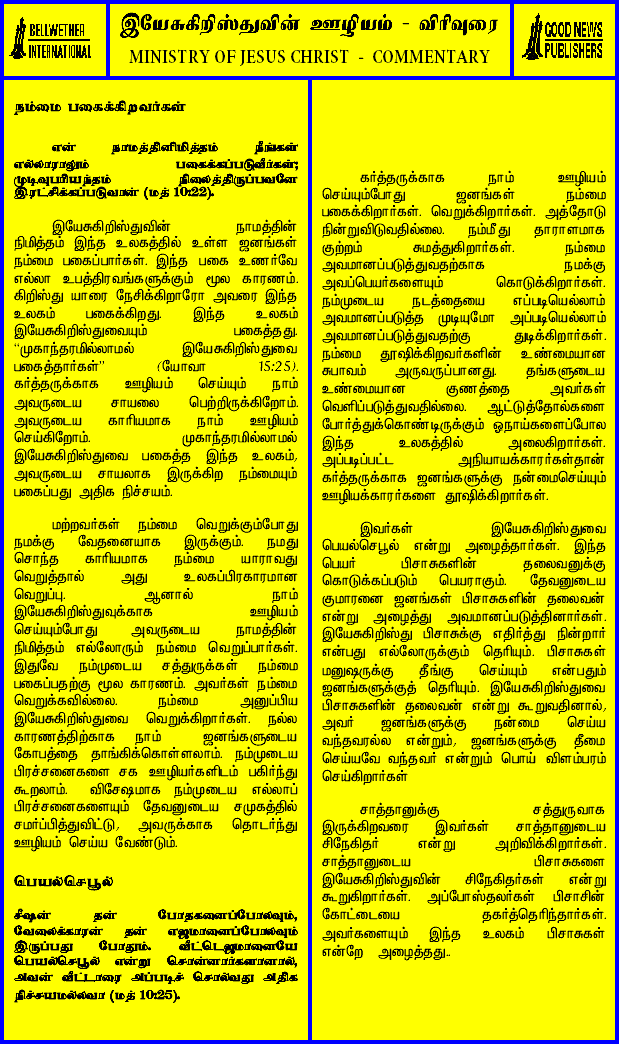 BELLWETHER
INTERNATIONAL
இயேசுகிறிஸ்துவின் ஊழியம் - விரிவுரை
MINISTRY OF JESUS CHRIST - COMMENTARY
GOOD NEWS
PUBLISHERS
நம்மை பகைக்கிறவர்கள்
என் நாமத்தினிமித்தம் நீங்கள்
எல்லாராலும் பகைக்கப்படுவீர்கள்;
முடிவுபரியந்தம் நிலைத்திருப்பவனே
இரட்சிக்கப்படுவான் (மத் 10:22).
இயேசுகிறிஸ்துவின் நாமத்தின்
நிமித்தம் இந்த உலகத்தில் உள்ள ஜனங்கள்
நம்மை பகைப்பார்கள். இந்த பகை உணர்வே
எல்லா உபத்திரவங்களுக்கும் மூல காரணம்.
கிறிஸ்து யாரை நேசிக்கிறாரோ அவரை இந்த
உலகம் பகைக்கிறது. இந்த உலகம்
இயேசுகிறிஸ்துவையும் பகைத்தது.
“முகாந்தரமில்லாமல் இயேசுகிறிஸ்துவை
பகைத்தார்கள்” (யோவா 15:25).
கர்த்தருக்காக ஊழியம் செய்யும் நாம்
அவருடைய சாயலை பெற்றிருக்கிறோம்.
அவருடைய காரியமாக நாம் ஊழியம்
செய்கிறோம். முகாந்தரமில்லாமல்
இயேசுகிறிஸ்துவை பகைத்த இந்த உலகம்,
அவருடைய சாயலாக இருக்கிற நம்மையும்
பகைப்பது அதிக நிச்சயம்.
மற்றவர்கள் நம்மை வெறுக்கும்போது
நமக்கு வேதனையாக இருக்கும். நமது
சொந்த காரியமாக நம்மை யாராவது
வெறுத்தால் அது உலகப்பிரகாரமான
வெறுப்பு. ஆனால் நாம்
இயேசுகிறிஸ்துவுக்காக ஊழியம்
செய்யும்போது அவருடைய நாமத்தின்
நிமித்தம் எல்லோரும் நம்மை வெறுப்பார்கள்.
இதுவே நம்முடைய சத்துருக்கள் நம்மை
பகைப்பதற்கு மூல காரணம். அவர்கள் நம்மை
வெறுக்கவில்லை. நம்மை அனுப்பிய
இயேசுகிறிஸ்துவை வெறுக்கிறார்கள். நல்ல
காரணத்திற்காக நாம் ஜனங்களுடைய
கோபத்தை தாங்கிக்கொள்ளலாம். நம்முடைய
பிரச்சனைகளை சக ஊழியர்களிடம் பகிர்ந்து
கூறலாம். விசேஷமாக நம்முடைய எல்லாப்
பிரச்சனைகளையும் தேவனுடைய சமுகத்தில்
சமர்ப்பித்துவிட்டு, அவருக்காக தொடர்ந்து
ஊழியம் செய்ய வேண்டும்.
பெயல்செபூல்
சீஷன் தன் போதகனைப்போலவும்,
வேலைக்காரன் தன் எஜமானைப்போலவும்
இருப்பது போதும். வீட்டெஜமானையே
பெயல்செபூல் என்று சொன்னார்களானால்,
அவன் வீட்டாரை அப்படிச் சொல்வது அதிக
நிச்சயமல்லவா (மத் 10:25).
கர்த்தருக்காக நாம் ஊழியம்
செய்யும்போது ஜனங்கள் நம்மை
பகைக்கிறார்கள். வெறுக்கிறார்கள். அத்தோடு
நின்றுவிடுவதில்லை. நம்மீது தாராளமாக
குற்றம் சுமத்துகிறார்கள். நம்மை
அவமானப்படுத்துவதற்காக நமக்கு
அவப்பெயர்களையும் கொடுக்கிறார்கள்.
நம்முடைய நடத்தையை எப்படியெல்லாம்
அவமானப்படுத்த முடியுமோ அப்படியெல்லாம்
அவமானப்படுத்துவதற்கு துடிக்கிறார்கள்.
நம்மை தூஷிக்கிறவர்களின் உண்மையான
சுபாவம் அருவருப்பானது. தங்களுடைய
உண்மையான குணத்தை அவர்கள்
வெளிப்படுத்துவதில்லை. ஆட்டுத்தோல்களை
போர்த்துக்கொண்டிருக்கும் ஓநாய்களைப்போல
இந்த உலகத்தில் அலைகிறார்கள்.
அப்படிப்பட்ட அநியாயக்காரர்கள்தான்
கர்த்தருக்காக ஜனங்களுக்கு நன்மைசெய்யும்
ஊழியக்காரர்களை தூஷிக்கிறார்கள்.
இவர்கள் இயேசுகிறிஸ்துவை
பெயல்செபூல் என்று அழைத்தார்கள். இந்த
பெயர் பிசாசுகளின் தலைவனுக்கு
கொடுக்கப்படும் பெயராகும். தேவனுடைய
குமாரனை ஜனங்கள் பிசாசுகளின் தலைவன்
என்று அழைத்து அவமானப்படுத்தினார்கள்.
இயேசுகிறிஸ்து பிசாசுக்கு எதிர்த்து நின்றார்
என்பது எல்லோருக்கும் தெரியும். பிசாசுகள்
மனுஷருக்கு தீங்கு செய்யும் என்பதும்
ஜனங்களுக்குத் தெரியும். இயேசுகிறிஸ்துவை
பிசாசுகளின் தலைவன் என்று கூறுவதினால்,
அவர் ஜனங்களுக்கு நன்மை செய்ய
வந்தவரல்ல என்றும், ஜனங்களுக்கு தீமை
செய்யவே வந்தவர் என்றும் பொய் விளம்பரம்
செய்கிறார்கள்
சாத்தானுக்கு சத்துருவாக
இருக்கிறவரை இவர்கள் சாத்தானுடைய
சிநேகிதர் என்று அறிவிக்கிறார்கள்.
சாத்தானுடைய பிசாசுகளை
இயேசுகிறிஸ்துவின் சிநேகிதர்கள் என்று
கூறுகிறார்கள். அப்போஸ்தலர்கள் பிசாசின்
கோட்டையை தகர்த்தெரிந்தார்கள்.
அவர்களையும் இந்த உலகம் பிசாசுகள்
என்றே அழைத்தது..